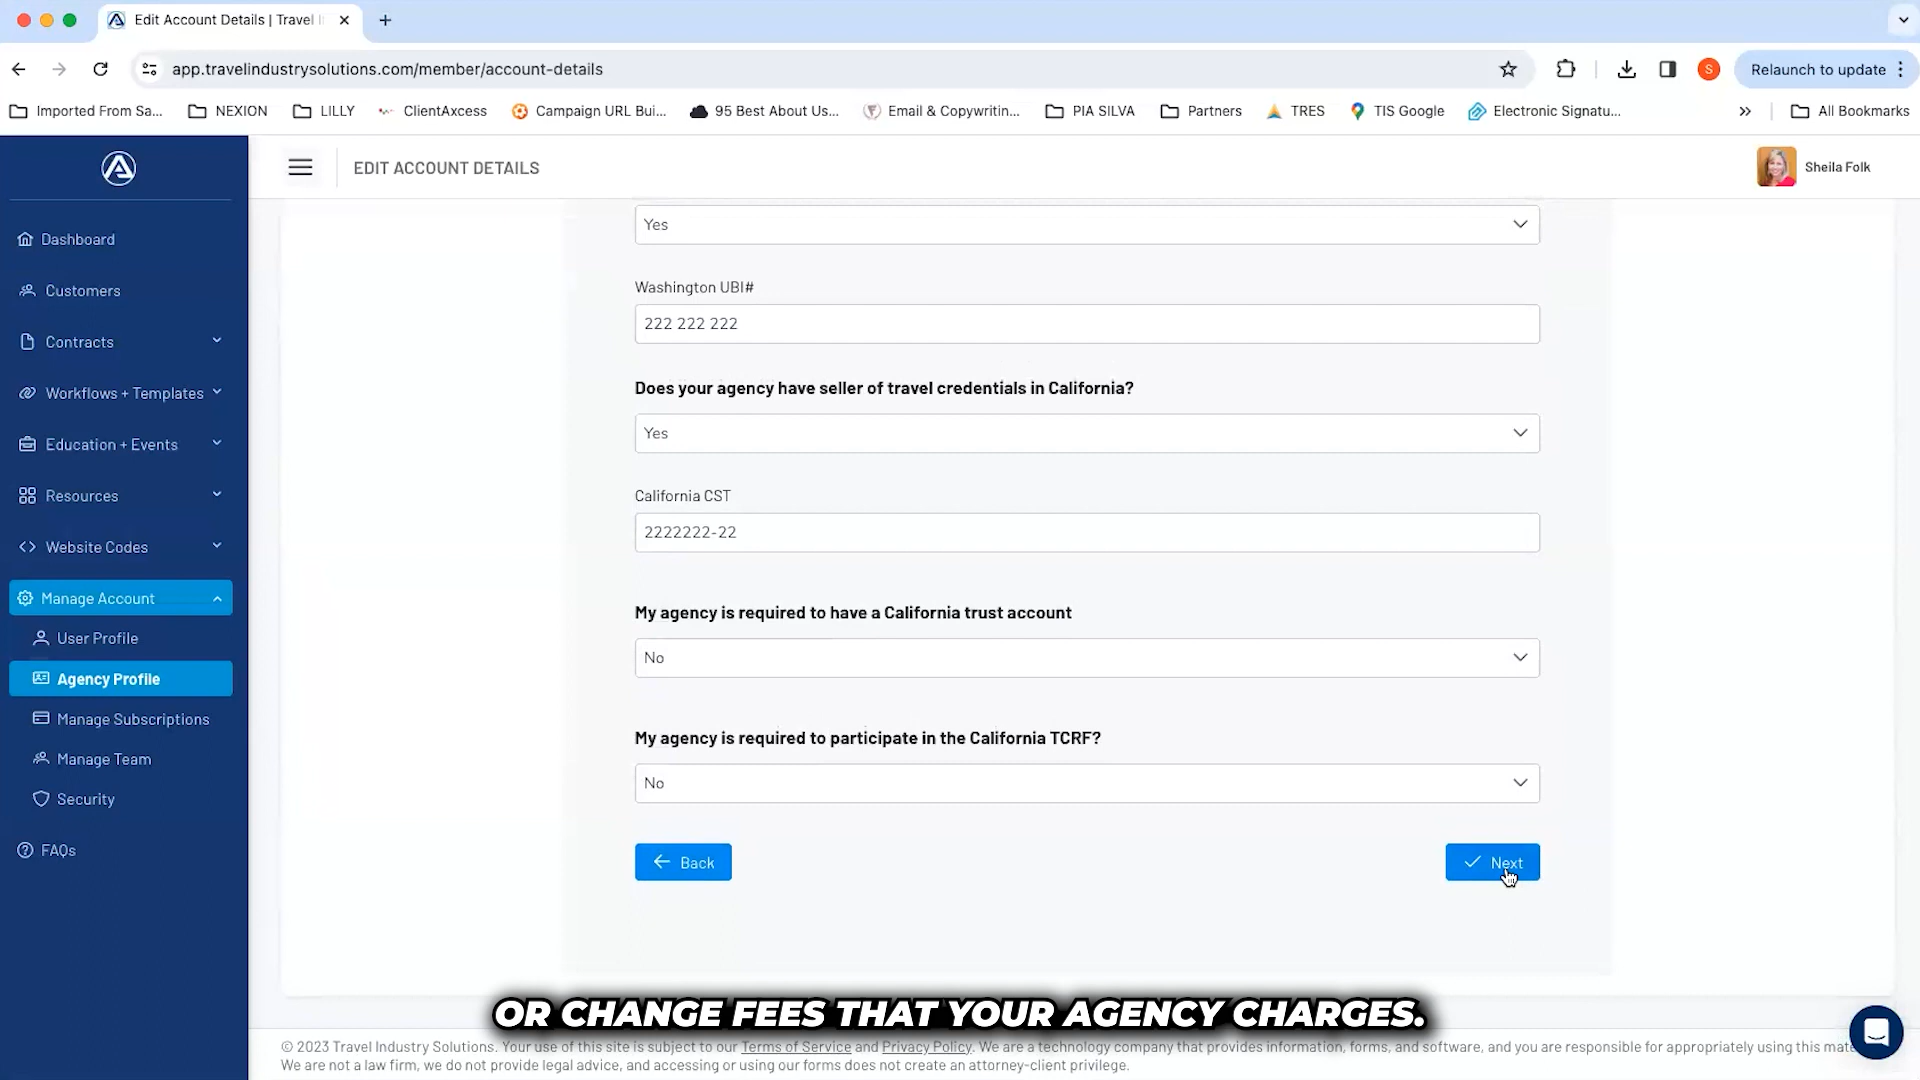 Edit Account Details | Travel I
app.travelindustrysolutions.com/member/account-details
S
Relaunch to update
Imported From Sa...
NEXION
LILLY
ClientAxcess
Campaign URL Bui...
95 Best About Us...
Email & Copywritin...
PIA SILVA
Partners
TRES
TIS Google
Electronic Signatu...
All Bookmarks
EDIT ACCOUNT DETAILS
Sheila Folk
Dashboard
Customers
Contracts
Workflows + Templates
Education + Events
Resources
Website Codes
Manage Account
User Profile
Agency Profile
Manage Subscriptions
Manage Team
Security
FAQs
Yes
Washington UBI#
222 222 222
Does your agency have seller of travel credentials in California?
Yes
California CST
2222222-22
My agency is required to have a California trust account
No
My agency is required to participate in the California TCRF?
No
Back
Next
OR CHANGE FEES THAT YOUR AGENCY CHARGES.
© 2023 Travel Industry Solutions. Your use of this site is subject to our Terms of Service and Privacy Policy. We are a technology company that provides information, forms, and software, and you are responsible for appropriately using this mate
We are not a law firm, we do not provide legal advice, and accessing or using our forms does not create an attorney-client privilege.